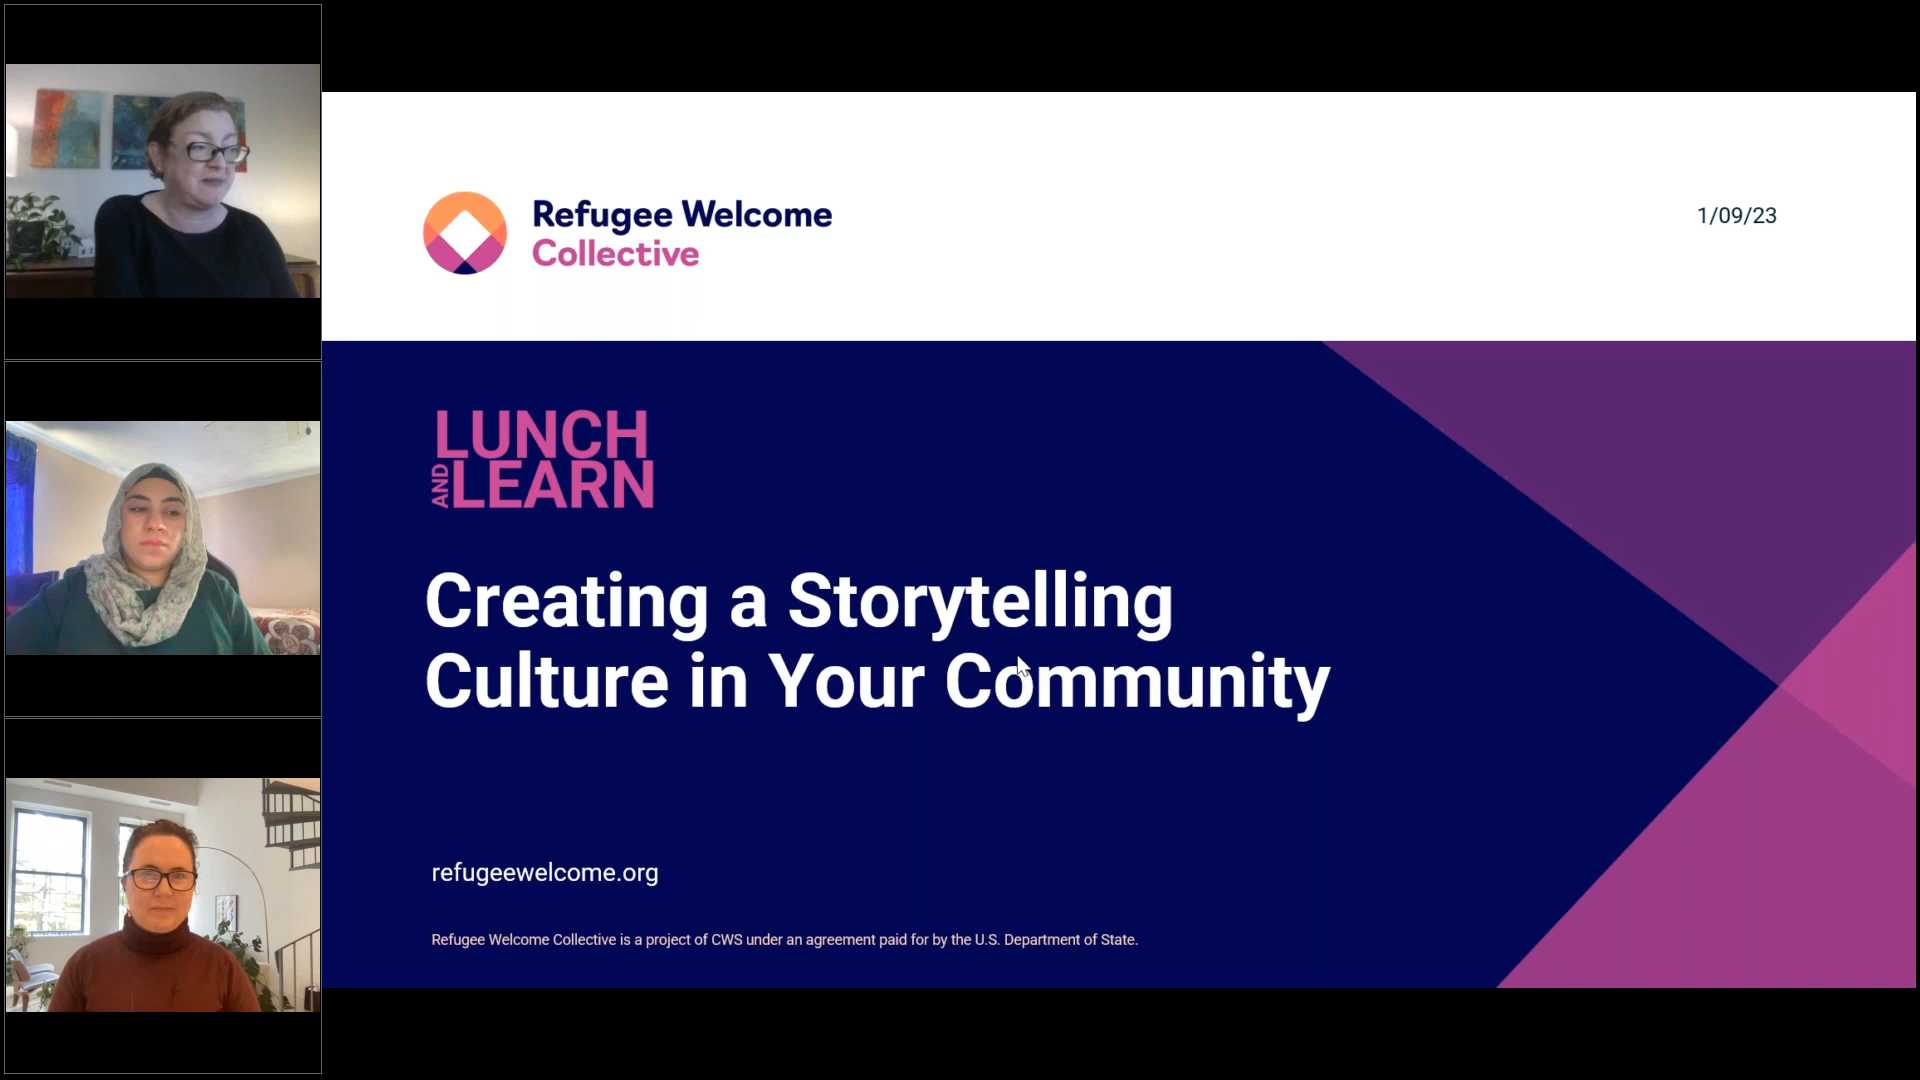 Refugee Welcome
Collective
1/09/23
LUNCH
AND LEARN
Creating a Storytelling
Culture in Your Community
refugeewelcome.org
Refugee Welcome Collective is a project of CWS under an agreement paid for by the U.S. Department of State.